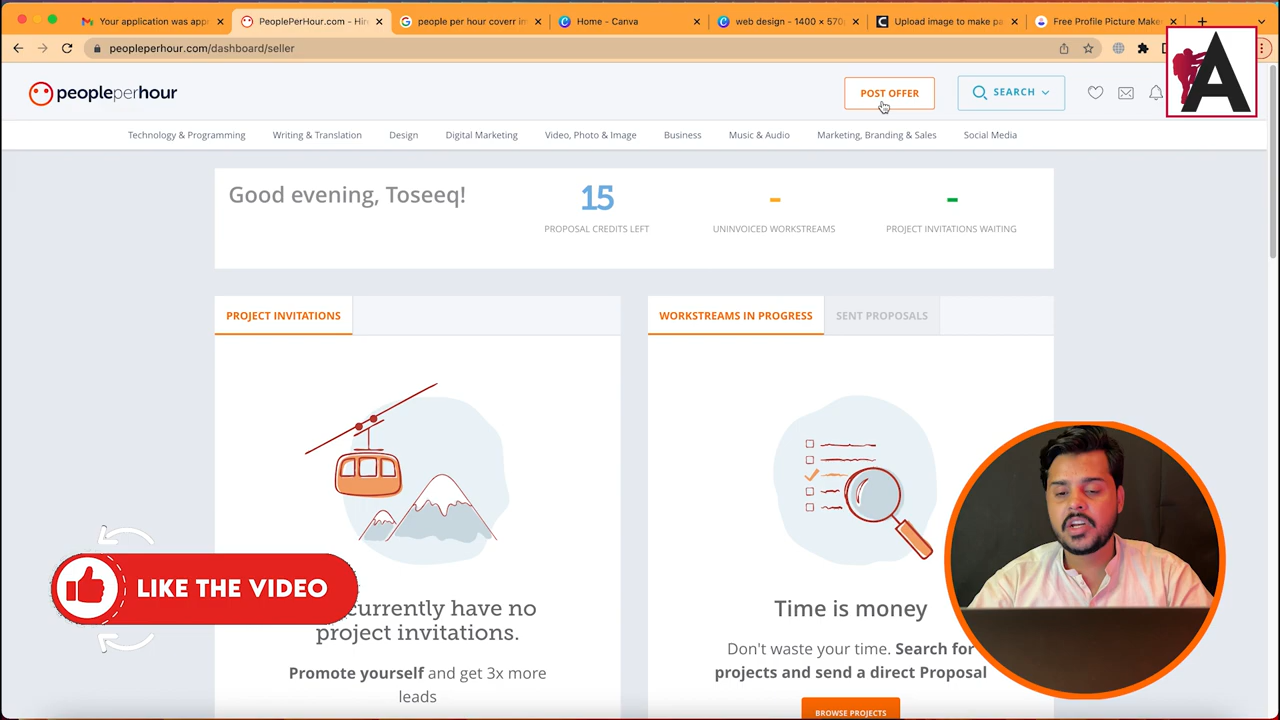 Your application was appr
PeoplePerHour.com - Hire
people per hour coverr im
Home - Canva
web design - 1400 × 570
Upload image to make pa
Free Profile Picture Make
peopleperhour.com/dashboard/seller
A
peopleperhour
POST OFFER
SEARCH
Technology & Programming
Writing & Translation
Design
Digital Marketing
Video, Photo & Image
Business
Music & Audio
Marketing, Branding & Sales
Social Media
Good evening, Toseeq!
15
-
-
PROPOSAL CREDITS LEFT
UNINVOICED WORKSTREAMS
PROJECT INVITATIONS WAITING
PROJECT INVITATIONS
WORKSTREAMS IN PROGRESS
SENT PROPOSALS
LIKE THE VIDEO
currently have no
project invitations.
Promote yourself and get 3x more
leads
Time is money
Don't waste your time. Search for
projects and send a direct Proposal
BROWSE PROJECTS